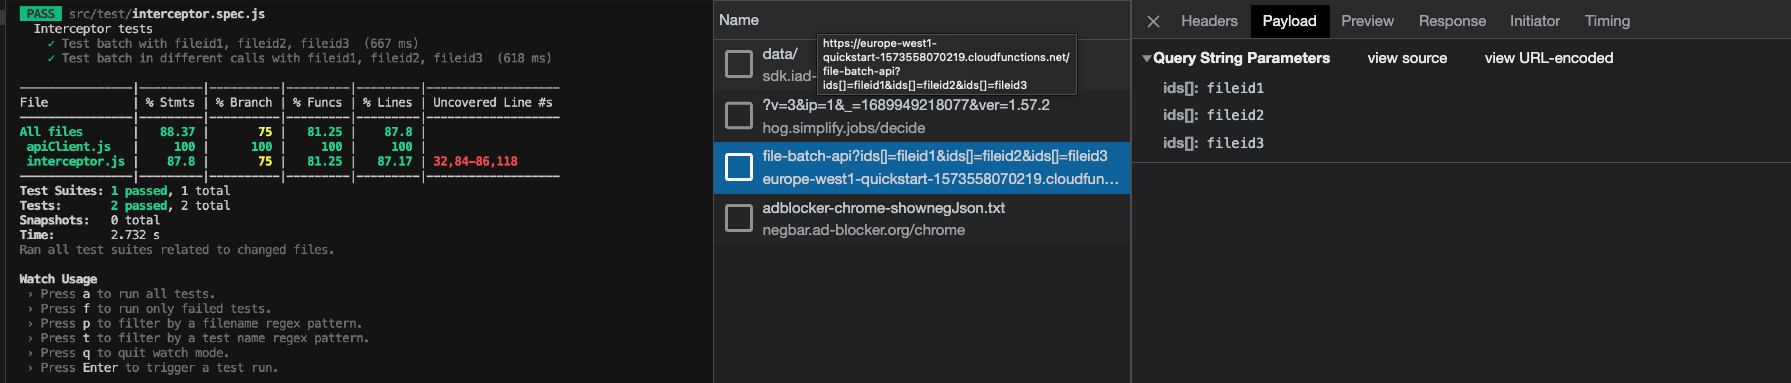 PASS src/test/interceptor.spec.js
Interceptor tests
✓ Test batch with fileid1, fileid2, fileid3 (667 ms)
✓ Test batch in different calls with fileid1, fileid2, fileid3 (618 ms)
File | % Stmts | % Branch | % Funcs | % Lines | Uncovered Line #s
All files | 88.37 | 75 | 81.25 | 87.8 |
apiClient.js | 100 | 100 | 100 | 100 |
interceptor.js | 87.8 | 75 | 81.25 | 87.17 | 32,84-86,118
Test Suites: 1 passed, 1 total
Tests: 2 passed, 2 total
Snapshots: 0 total
Time: 2.732 s
Ran all test suites related to changed files.
Watch Usage
› Press a to run all tests.
› Press f to run only failed tests.
› Press p to filter by a filename regex pattern.
› Press t to filter by a test name regex pattern.
› Press q to quit watch mode.
› Press Enter to trigger a test run.
Name
data/
sdk.iad-
https://europe-west1-
quickstart-1573558070219.cloudfunctions.net/
file-batch-api?
ids[]=fileid1&ids[]=fileid2&ids[]=fileid3
?v=3&ip=1&_=1689949218077&ver=1.57.2
hog.simplify.jobs/decide
file-batch-api?ids[]=fileid1&ids[]=fileid2&ids[]=fileid3
europe-west1-quickstart-1573558070219.cloudfun...
adblocker-chrome-shownegJson.txt
negbar.ad-blocker.org/chrome
Headers Payload Preview Response Initiator Timing
▼Query String Parameters view source view URL-encoded
ids[]: fileid1
ids[]: fileid2
ids[]: fileid3